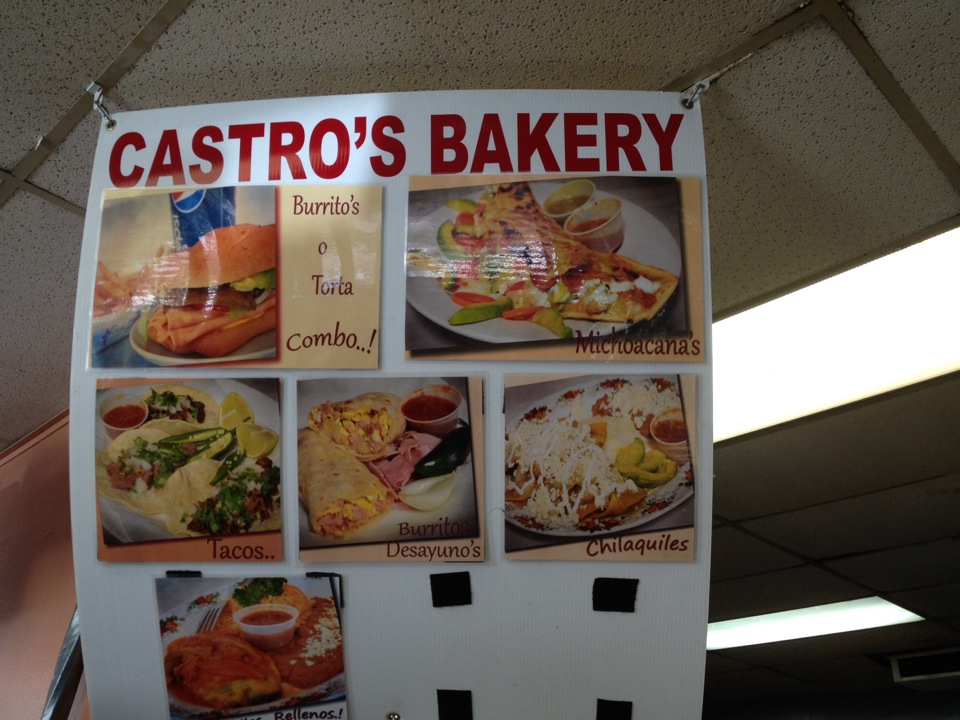 CASTRO'S BAKERY
Burrito's
o
Torta
Combo..!
Michoacana's
Tacos..
Burritos
Desayuno's
Chilaquiles
Rellenos.!